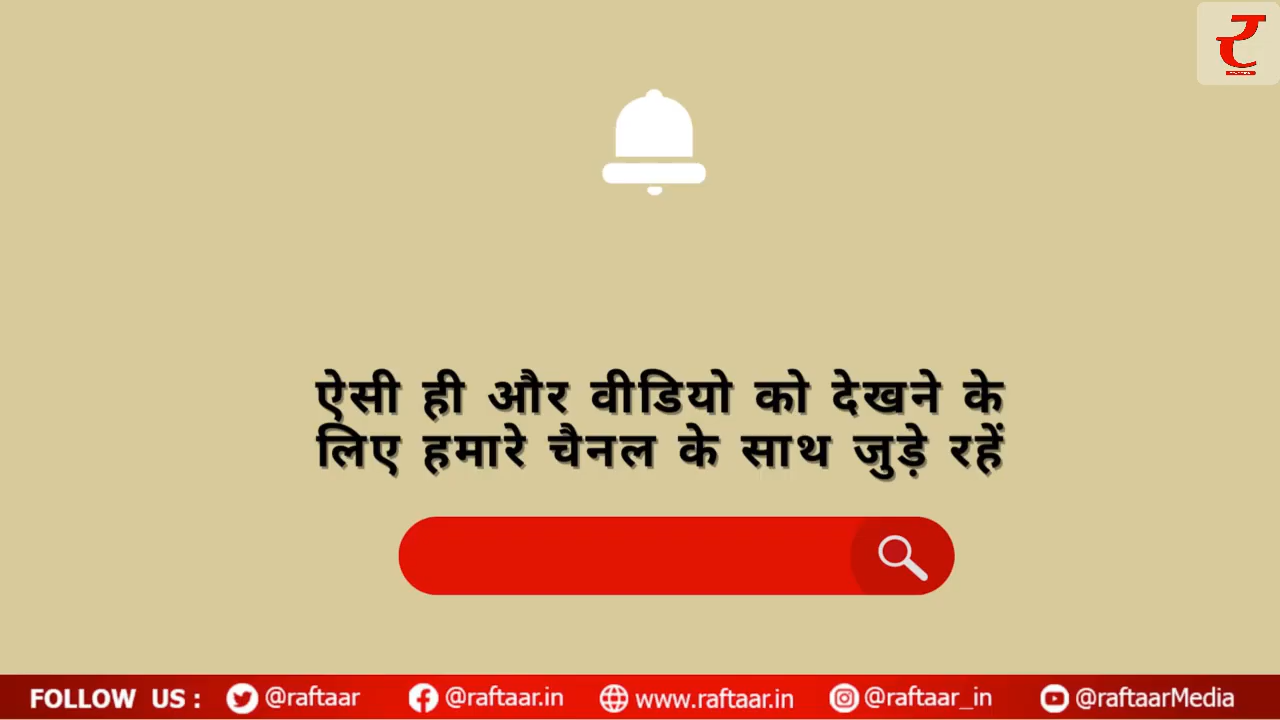 ऐसी ही और वीडियो को देखने के
लिए हमारे चैनल के साथ जुड़े रहें
FOLLOW US : @raftaar @raftaar.in www.raftaar.in @raftaar_in @raftaarMedia